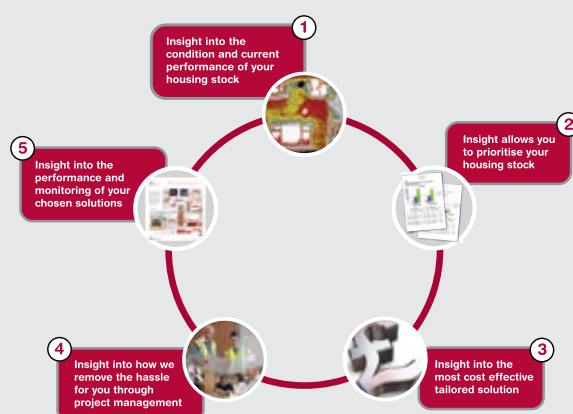 1
Insight into the
condition and current
performance of your
housing stock
2
Insight allows you
to prioritise your
housing stock
3
Insight into the
most cost effective
tailored solution
4
Insight into how we
remove the hassle
for you through
project management
5
Insight into the
performance and
monitoring of your
chosen solutions